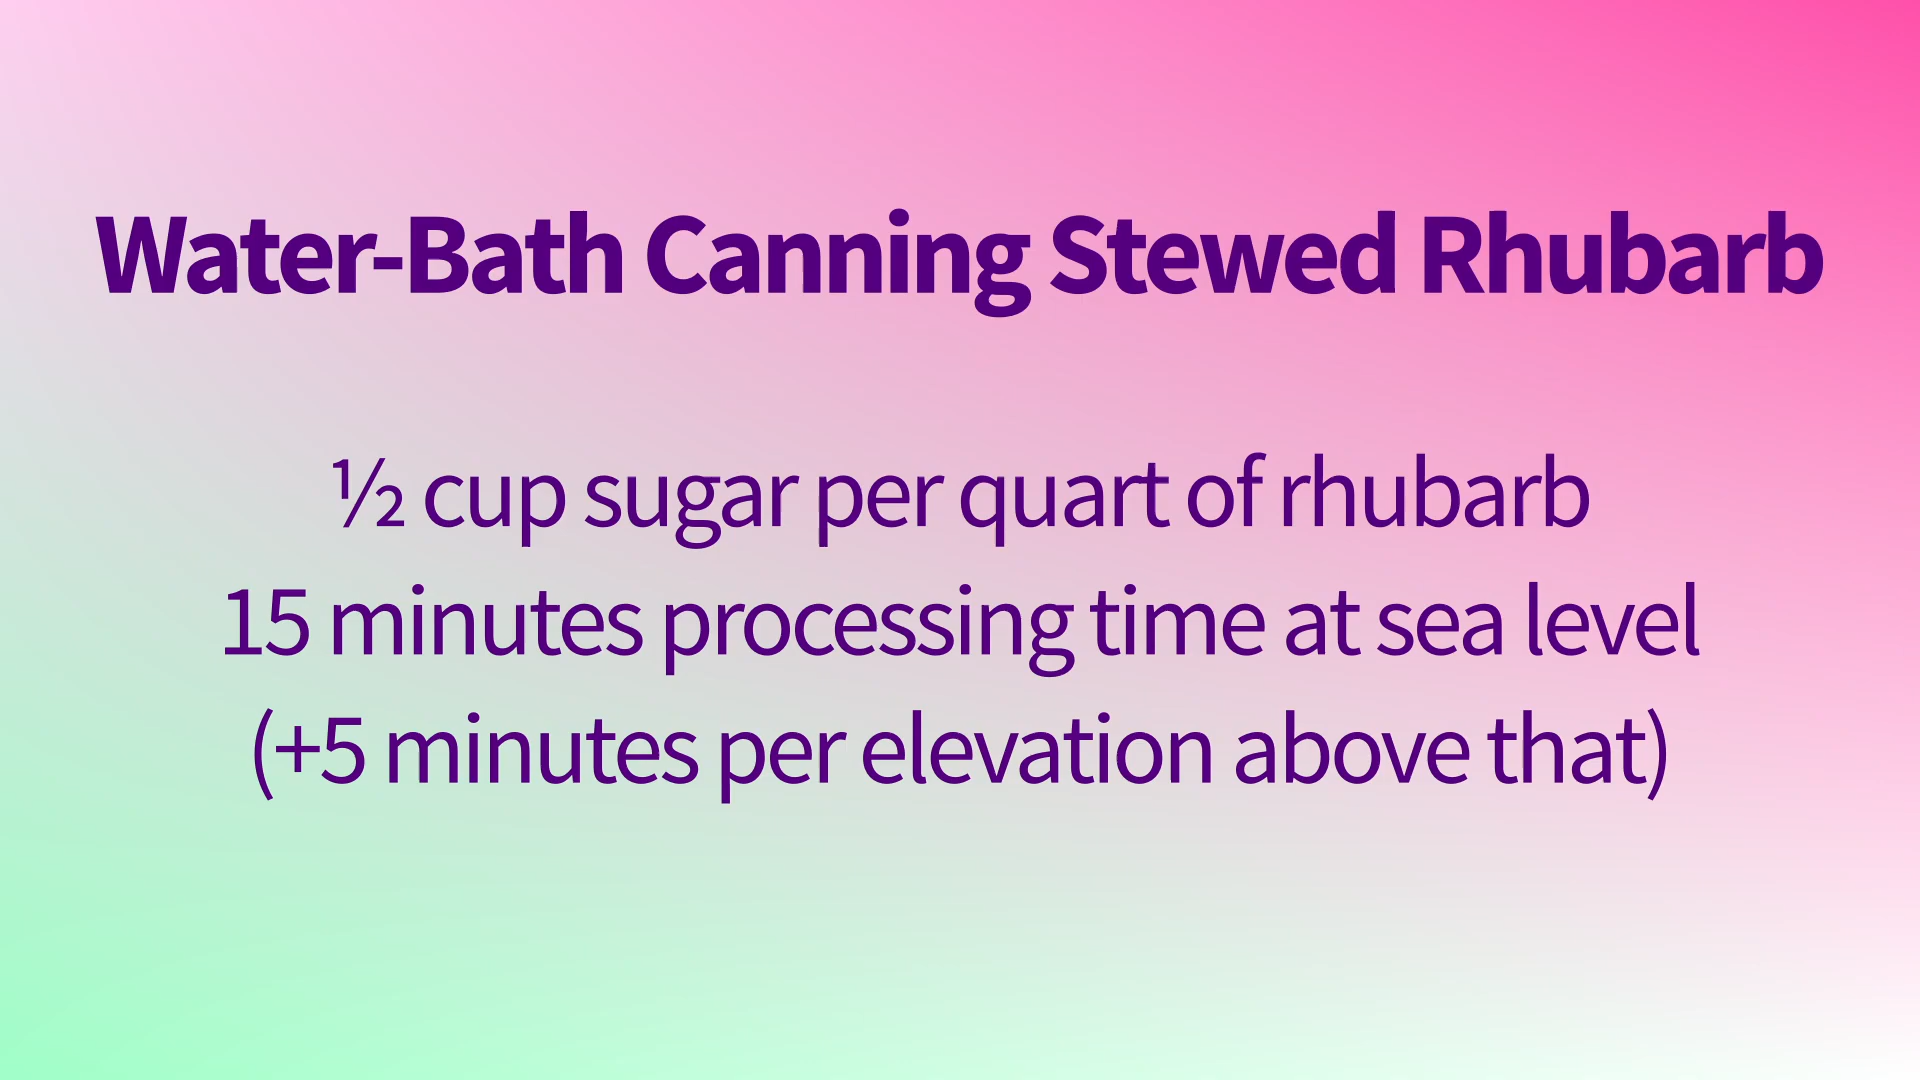 Water-Bath Canning Stewed Rhubarb
½ cup sugar per quart of rhubarb
15 minutes processing time at sea level
(+5 minutes per elevation above that)